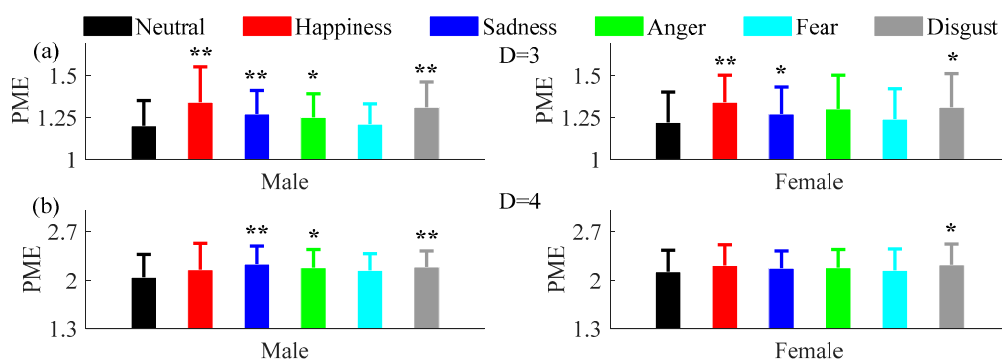 Neutral Happiness Sadness Anger Fear Disgust
(a) D=3
PME 1.5 1.25 1 ** ** * ** Male
PME 1.5 1.25 1 ** * * Female
(b) D=4
PME 2.7 2 1.3 ** * ** Male
PME 2.7 2 1.3 * Female